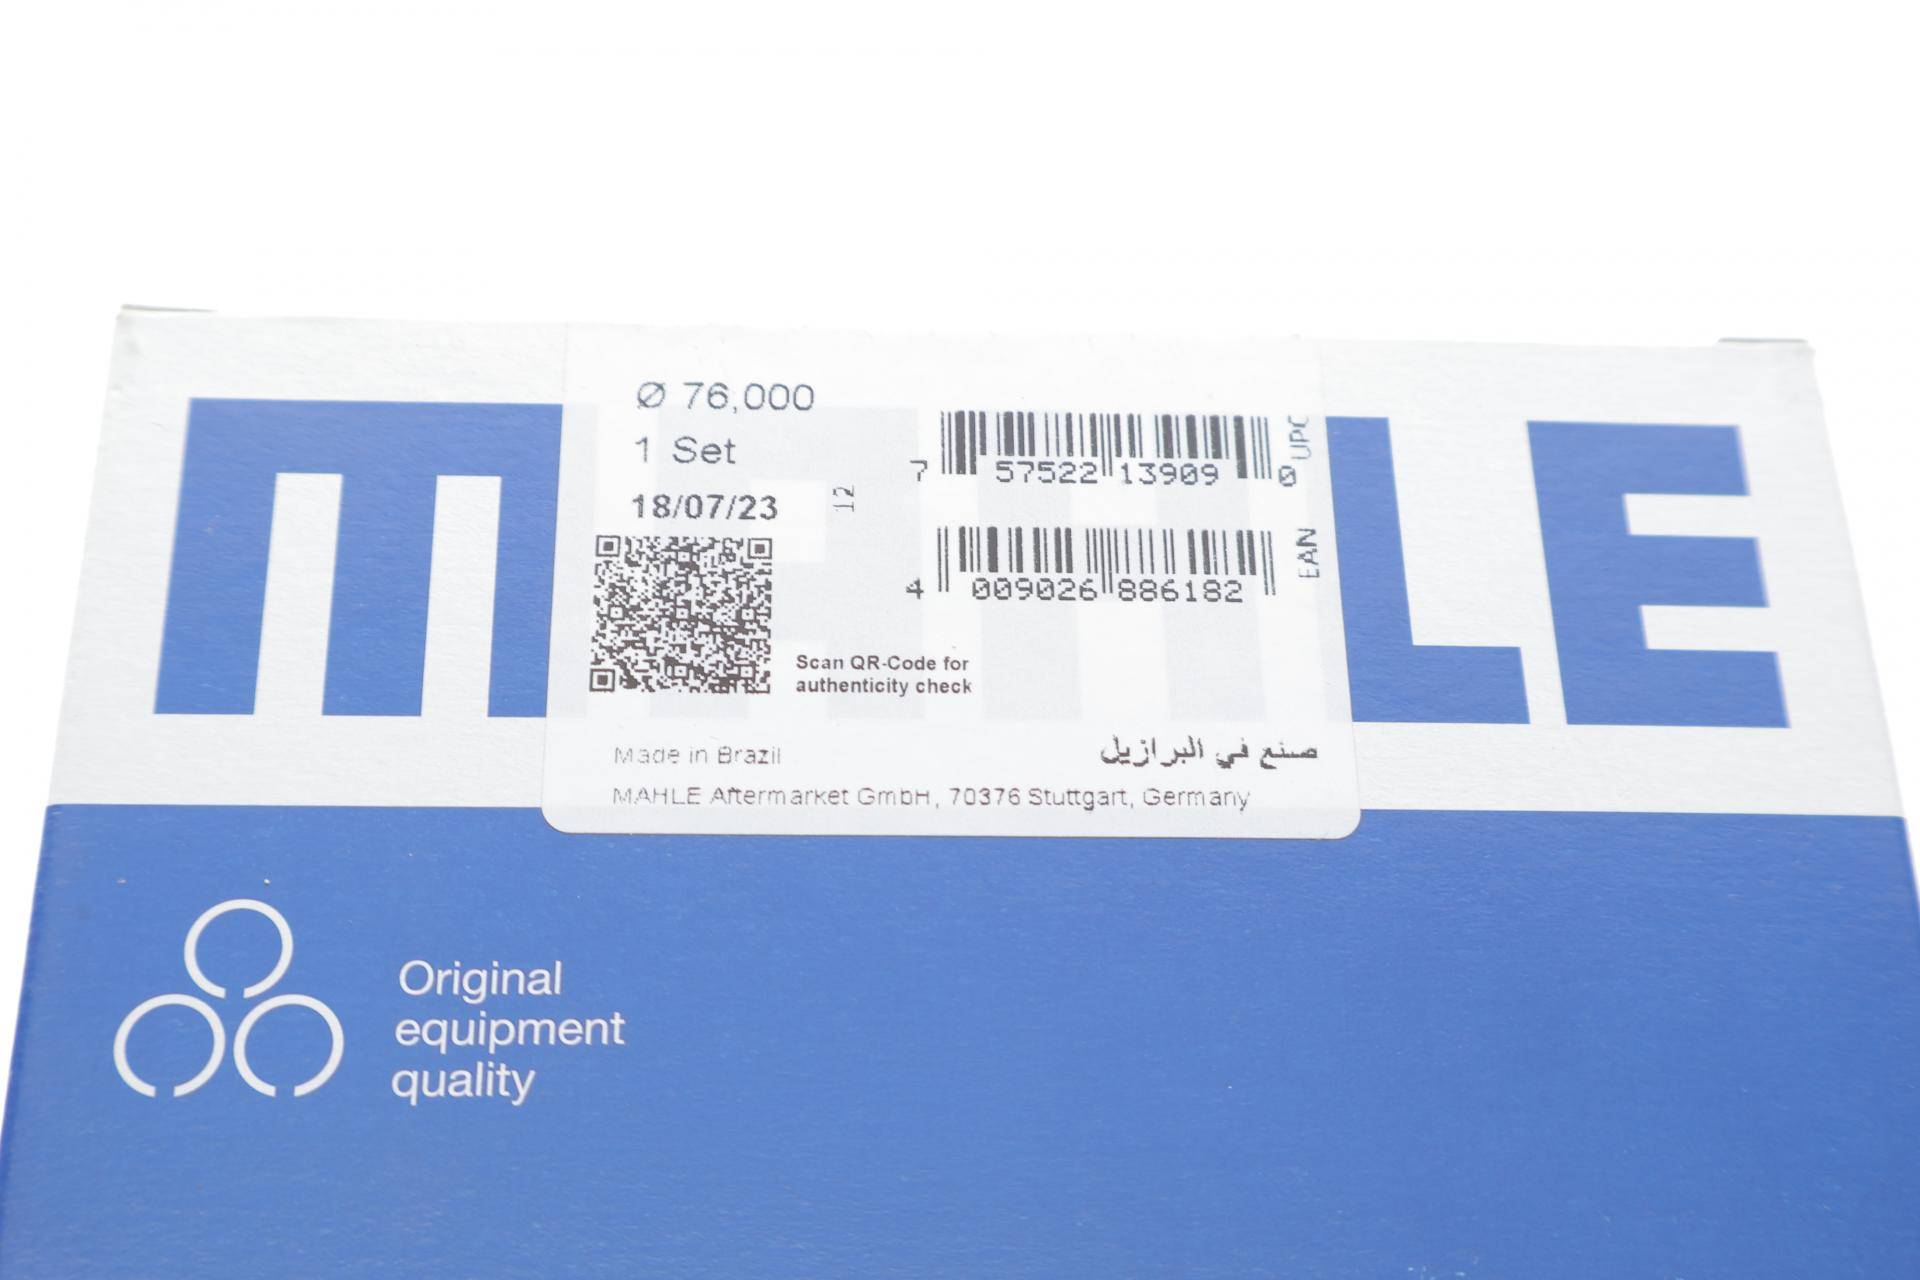 MAHLE
Ø 76,000
1 Set
18/07/23
12
7 57522 13909 0
UPC
4 009026 886182
EAN
Scan QR-Code for
authenticity check
Made in Brazil
صنع في البرازيل
MAHLE Aftermarket GmbH, 70376 Stuttgart, Germany
Original
equipment
quality